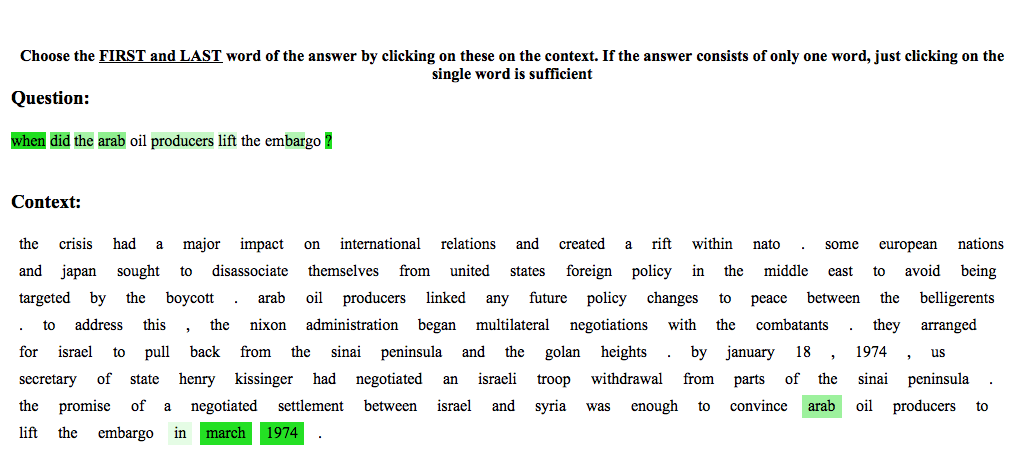 Choose the FIRST and LAST word of the answer by clicking on these on the context. If the answer consists of only one word, just clicking on the
single word is sufficient
Question:
when did the arab oil producers lift the embargo ?
Context:
the crisis had a major impact on international relations and created a rift within nato . some european nations
and japan sought to disassociate themselves from united states foreign policy in the middle east to avoid being
targeted by the boycott . arab oil producers linked any future policy changes to peace between the belligerents
. to address this , the nixon administration began multilateral negotiations with the combatants . they arranged
for israel to pull back from the sinai peninsula and the golan heights . by january 18 , 1974 , us
secretary of state henry kissinger had negotiated an israeli troop withdrawal from parts of the sinai peninsula .
the promise of a negotiated settlement between israel and syria was enough to convince arab oil producers to
lift the embargo in march 1974 .